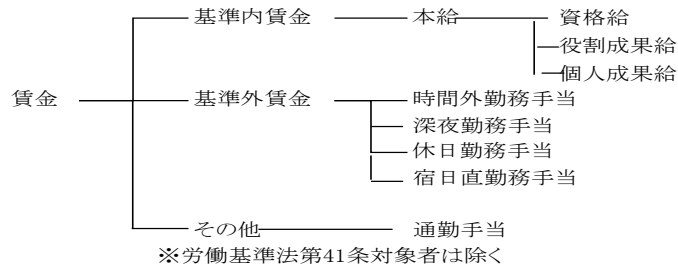 基準内賃金 本給 資格給
役割成果給
個人成果給
賃金 基準外賃金 時間外勤務手当
深夜勤務手当
休日勤務手当
宿日直勤務手当
その他 通勤手当
※労働基準法第41条対象者は除く